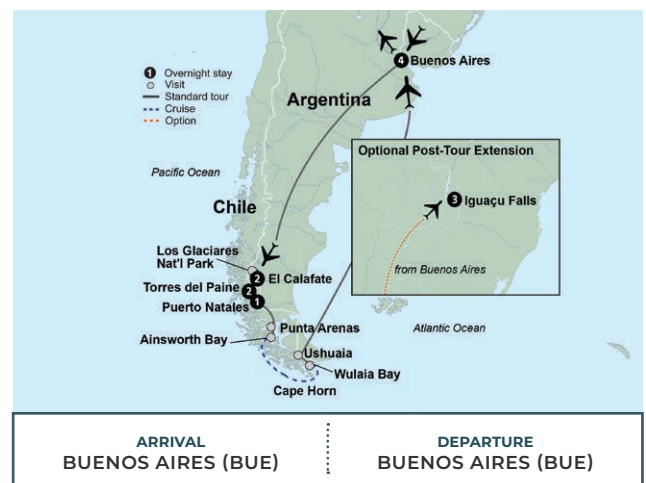 1 Overnight stay
Visit
Standard tour
Cruise
Option
4 Buenos Aires
Argentina
Optional Post-Tour Extension
3 Iguaçu Falls
from Buenos Aires
Pacific Ocean
Chile
Los Glaciares
Nat'l Park
2 El Calafate
Torres del Paine 2
Puerto Natales 1
Punta Arenas
Ainsworth Bay
Atlantic Ocean
Ushuaia
Wulaia Bay
Cape Horn
ARRIVAL
BUENOS AIRES (BUE)
DEPARTURE
BUENOS AIRES (BUE)